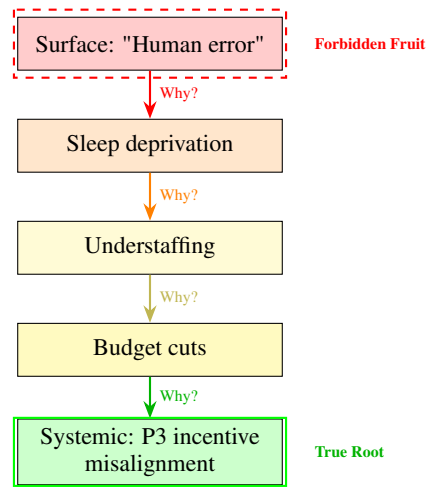 Surface: "Human error"
Forbidden Fruit
Why?
Sleep deprivation
Why?
Understaffing
Why?
Budget cuts
Why?
Systemic: P3 incentive
misalignment
True Root